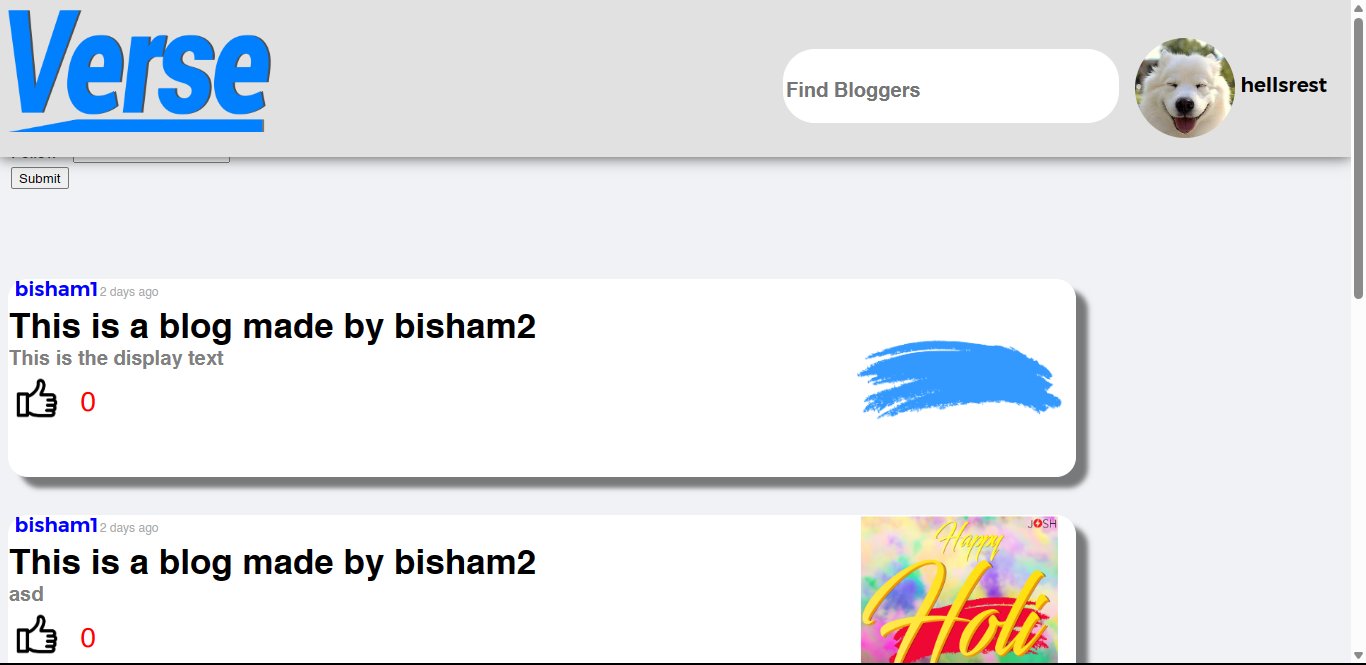 Verse
Find Bloggers
hellsrest
Submit
bisham1 2 days ago
This is a blog made by bisham2
This is the display text
0
bisham1 2 days ago
This is a blog made by bisham2
asd
0
JOSH
Happy
Holi